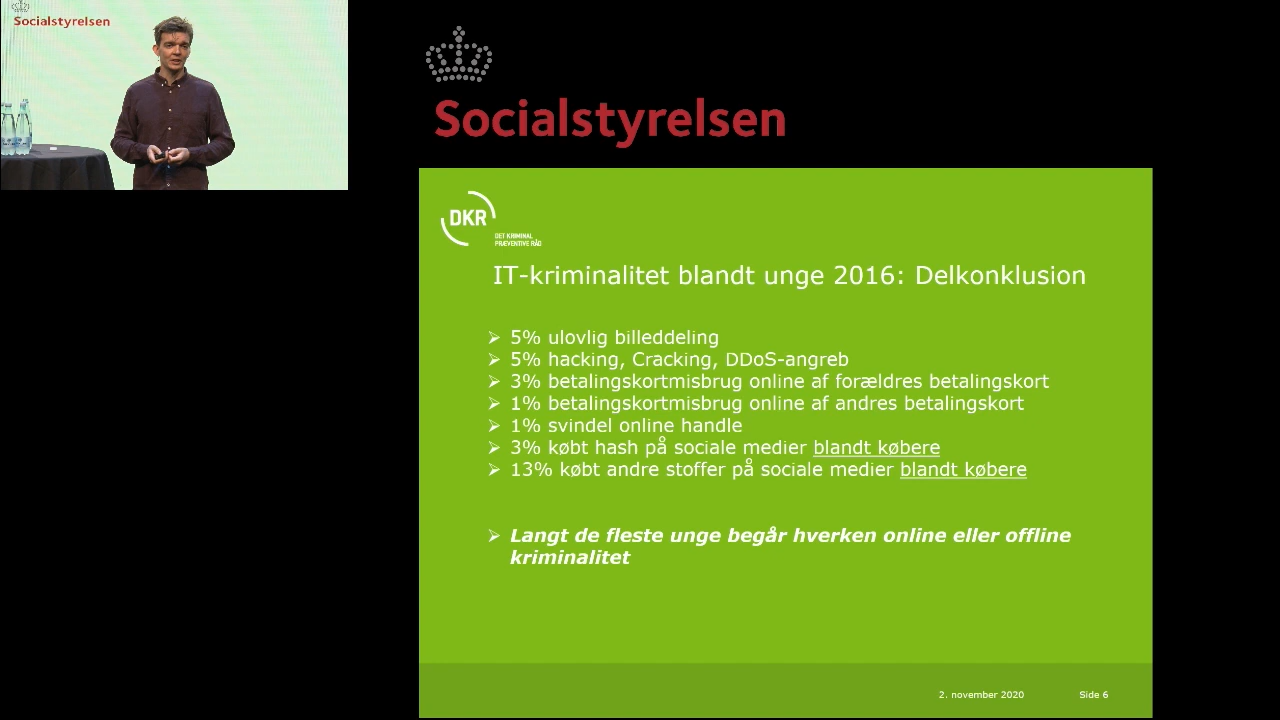 Socialstyrelsen
Socialstyrelsen
DKR
DET KRIMINAL
PRÆVENTIVE RÅD
IT-kriminalitet blandt unge 2016: Delkonklusion
5% ulovlig billeddeling
5% hacking, Cracking, DDoS-angreb
3% betalingskortmisbrug online af forældres betalingskort
1% betalingskortmisbrug online af andres betalingskort
1% svindel online handle
3% købt hash på sociale medier blandt købere
13% købt andre stoffer på sociale medier blandt købere
Langt de fleste unge begår hverken online eller offline
kriminalitet
2. november 2020 Side 6